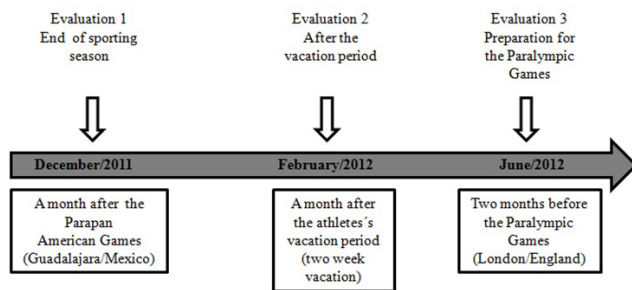 Evaluation 1
End of sporting
season
Evaluation 2
After the
vacation period
Evaluation 3
Preparation for
the Paralympic
Games
December/2011
February/2012
June/2012
A month after the
Parapan
American Games
(Guadalajara/Mexico)
A month after
the athletes´s
vacation period
(two week
vacation)
Two months before
the Paralympic
Games
(London/England)